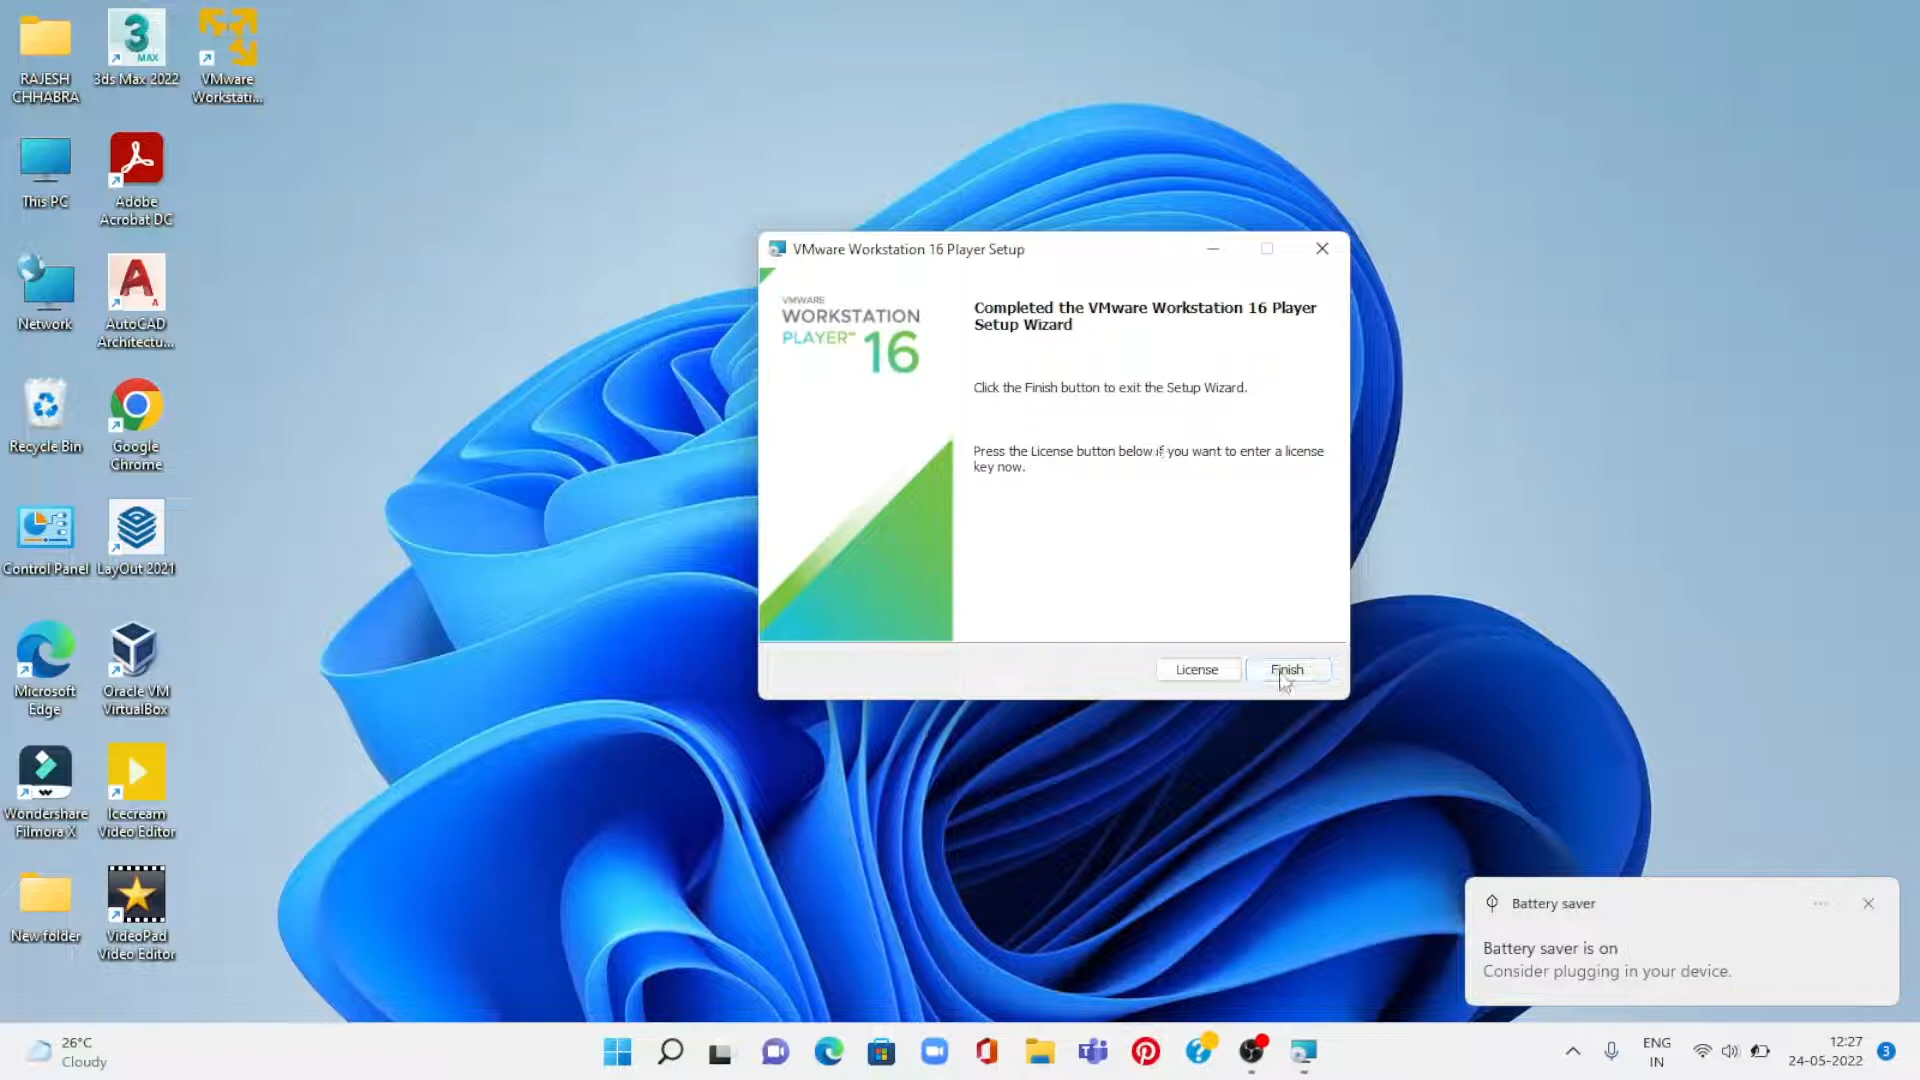 RAJESH
CHHABRA
3ds Max 2022
MAX
VMware
Workstati...
This PC
Adobe
Acrobat DC
Network
AutoCAD
Architectu...
Recycle Bin
Google
Chrome
Control Panel
LayOut 2021
Microsoft
Edge
Oracle VM
VirtualBox
Wondershare
Filmora X
Icecream
Video Editor
New folder
VideoPad
Video Editor
VMware Workstation 16 Player Setup
VMWARE
WORKSTATION
PLAYER™ 16
Completed the VMware Workstation 16 Player
Setup Wizard
Click the Finish button to exit the Setup Wizard.
Press the License button below if you want to enter a license
key now.
License
Finish
Battery saver
Battery saver is on
Consider plugging in your device.
26°C
Cloudy
ENG
IN
12:27
24-05-2022
3